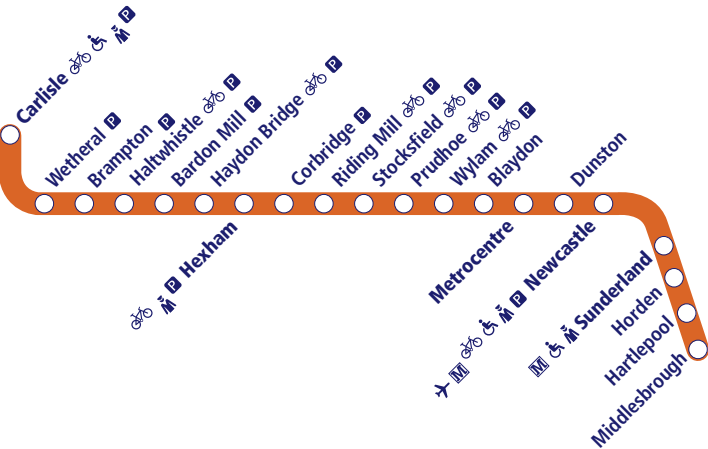 Carlisle P
Wetheral P
Brampton P
Haltwhistle P
Bardon Mill P
Haydon Bridge P
Hexham P
Corbridge P
Riding Mill P
Stocksfield P
Prudhoe P
Wylam P
Blaydon
Metrocentre
Dunston
Newcastle P M
Sunderland M
Horden
Hartlepool
Middlesbrough